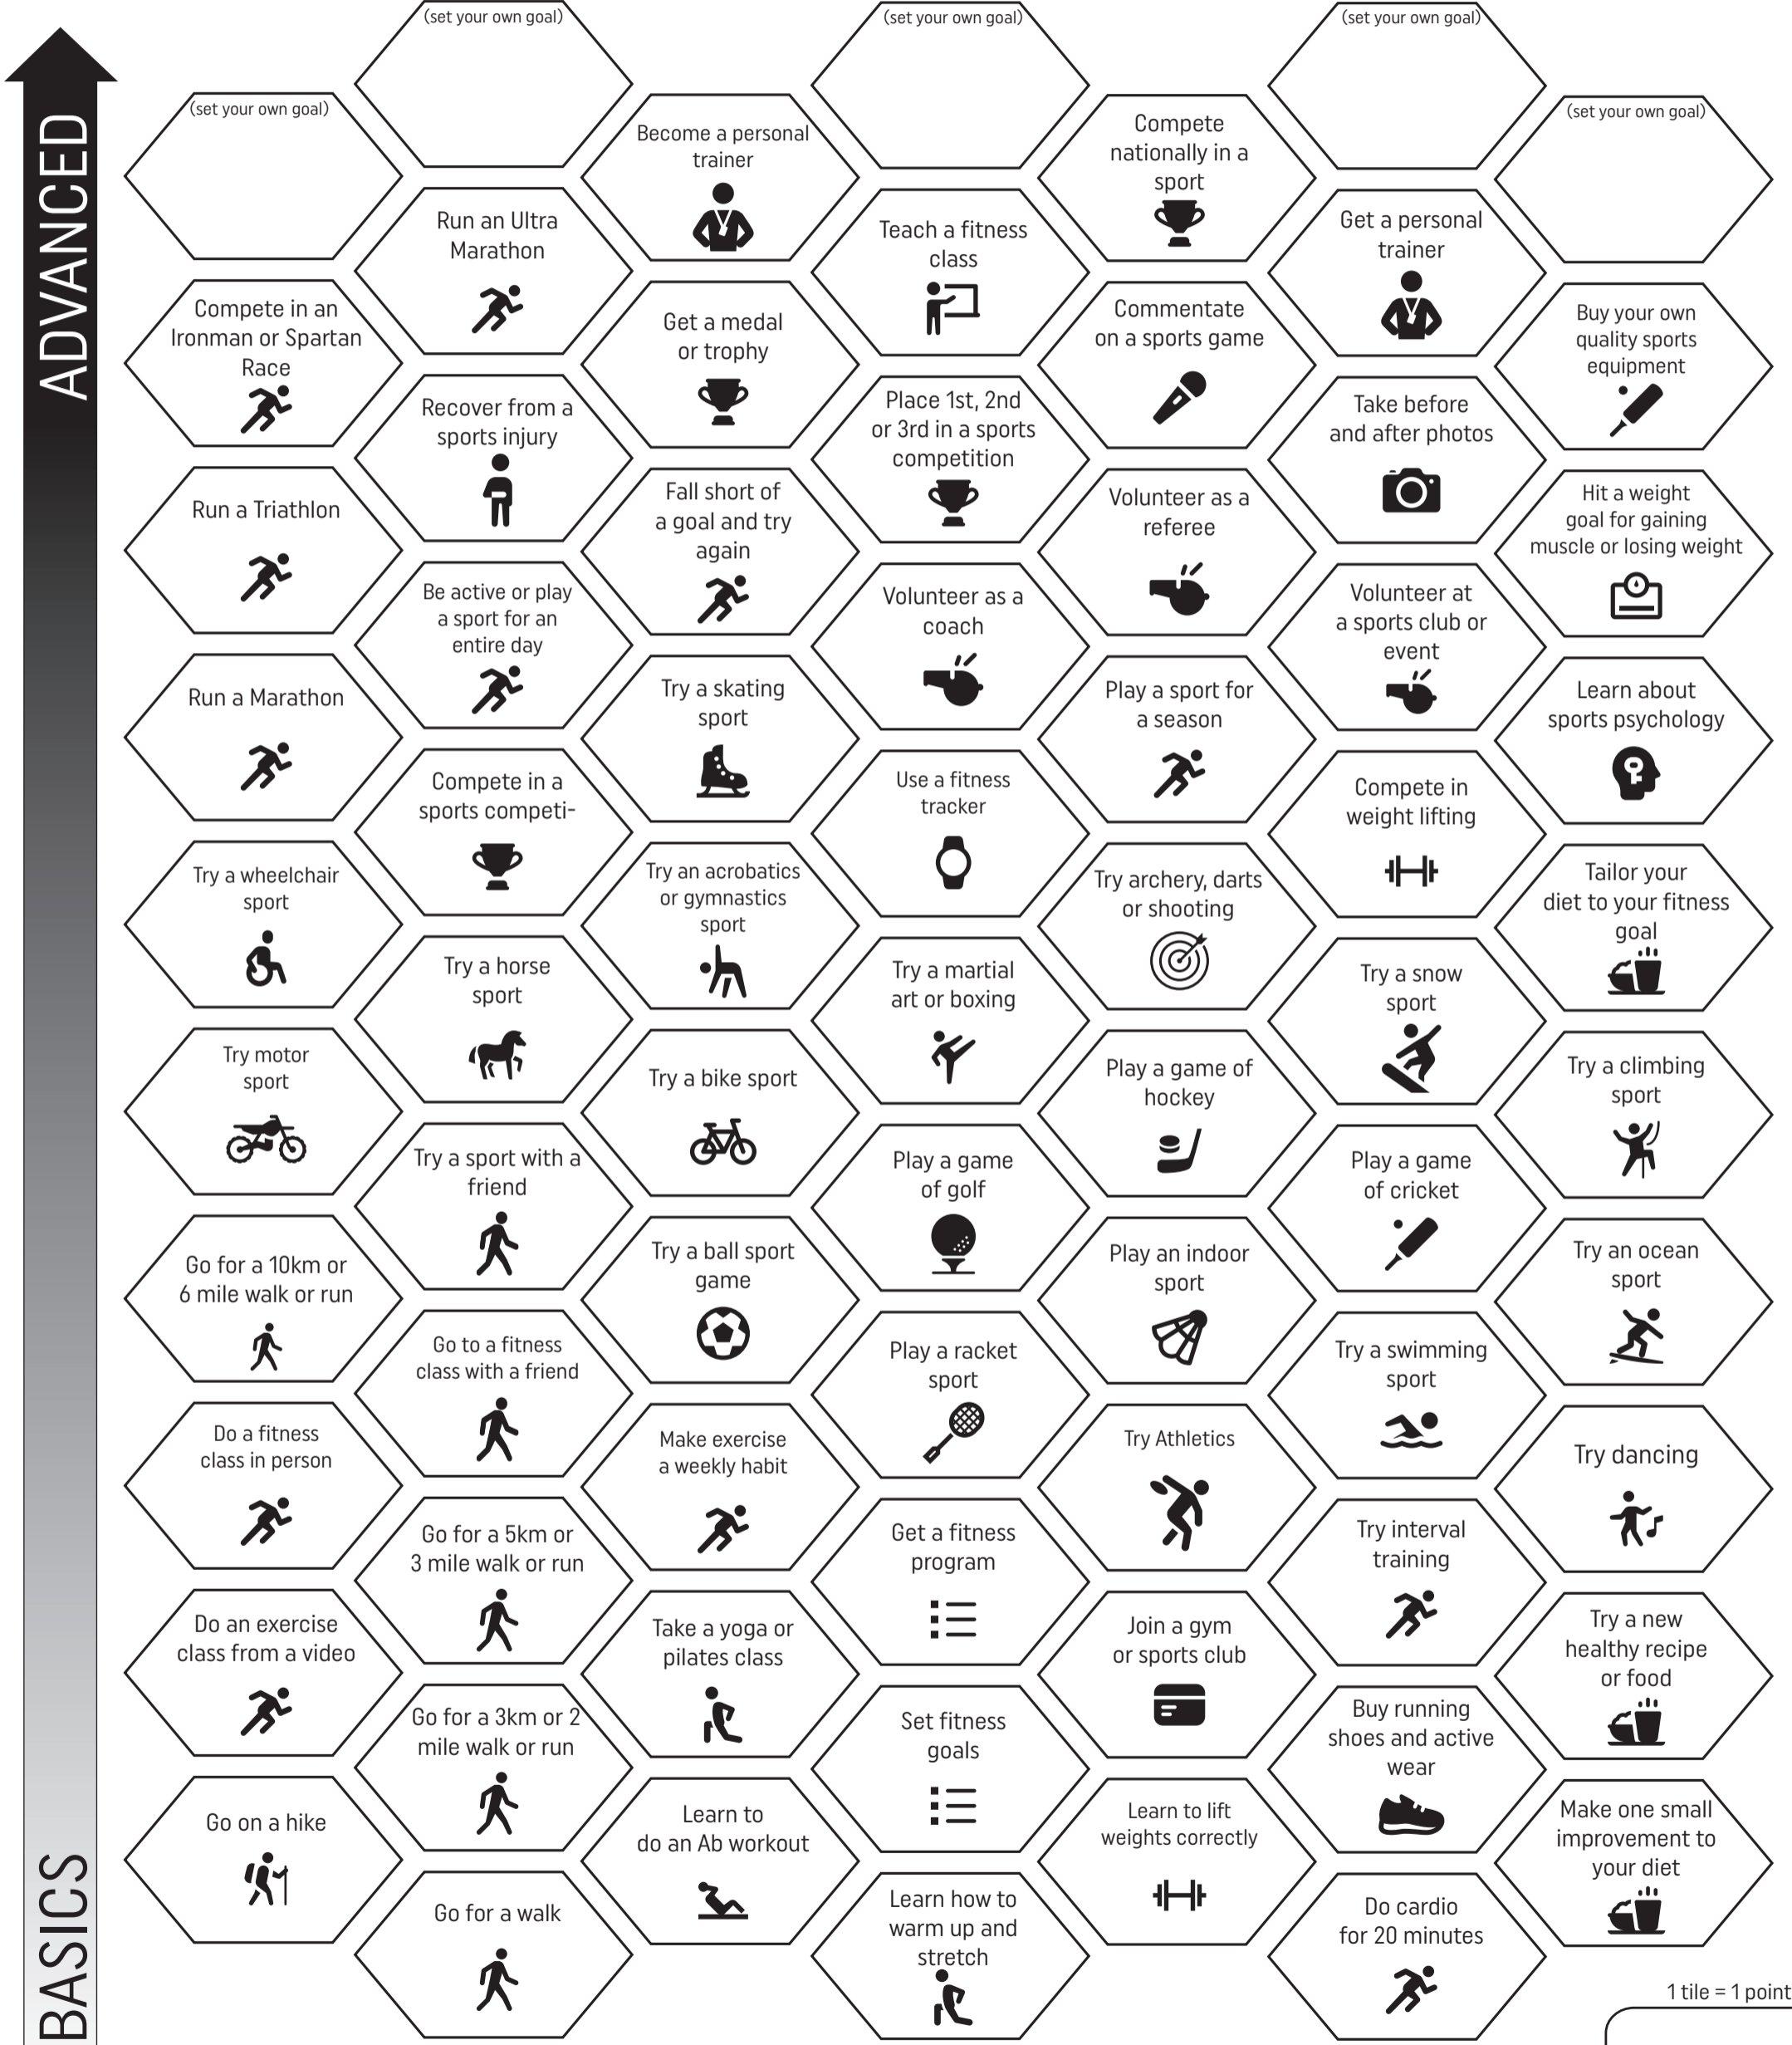 (set your own goal)
(set your own goal)
(set your own goal)
(set your own goal)
(set your own goal)
ADVANCED
Become a personal
trainer
Compete
nationally in a
sport
Run an Ultra
Marathon
Teach a fitness
class
Get a personal
trainer
Compete in an
Ironman or Spartan
Race
Get a medal
or trophy
Commentate
on a sports game
Buy your own
quality sports
equipment
Recover from a
sports injury
Place 1st, 2nd
or 3rd in a sports
competition
Take before
and after photos
Run a Triathlon
Fall short of
a goal and try
again
Volunteer as a
referee
Hit a weight
goal for gaining
muscle or losing weight
Be active or play
a sport for an
entire day
Volunteer as a
coach
Volunteer at
a sports club or
event
Run a Marathon
Try a skating
sport
Play a sport for
a season
Learn about
sports psychology
Compete in a
sports competi-
Use a fitness
tracker
Compete in
weight lifting
Try a wheelchair
sport
Try an acrobatics
or gymnastics
sport
Try archery, darts
or shooting
Tailor your
diet to your fitness
goal
Try a horse
sport
Try a martial
art or boxing
Try a snow
sport
Try motor
sport
Try a bike sport
Play a game of
hockey
Try a climbing
sport
Try a sport with a
friend
Play a game
of golf
Play a game
of cricket
Go for a 10km or
6 mile walk or run
Try a ball sport
game
Play an indoor
sport
Try an ocean
sport
Go to a fitness
class with a friend
Play a racket
sport
Try a swimming
sport
Do a fitness
class in person
Make exercise
a weekly habit
Try Athletics
Try dancing
Go for a 5km or
3 mile walk or run
Get a fitness
program
Try interval
training
Do an exercise
class from a video
Take a yoga or
pilates class
Join a gym
or sports club
Try a new
healthy recipe
or food
Go for a 3km or 2
mile walk or run
Set fitness
goals
Buy running
shoes and active
wear
Go on a hike
Learn to
do an Ab workout
Learn to lift
weights correctly
Make one small
improvement to
your diet
BASICS
Go for a walk
Learn how to
warm up and
stretch
Do cardio
for 20 minutes
1 tile = 1 point